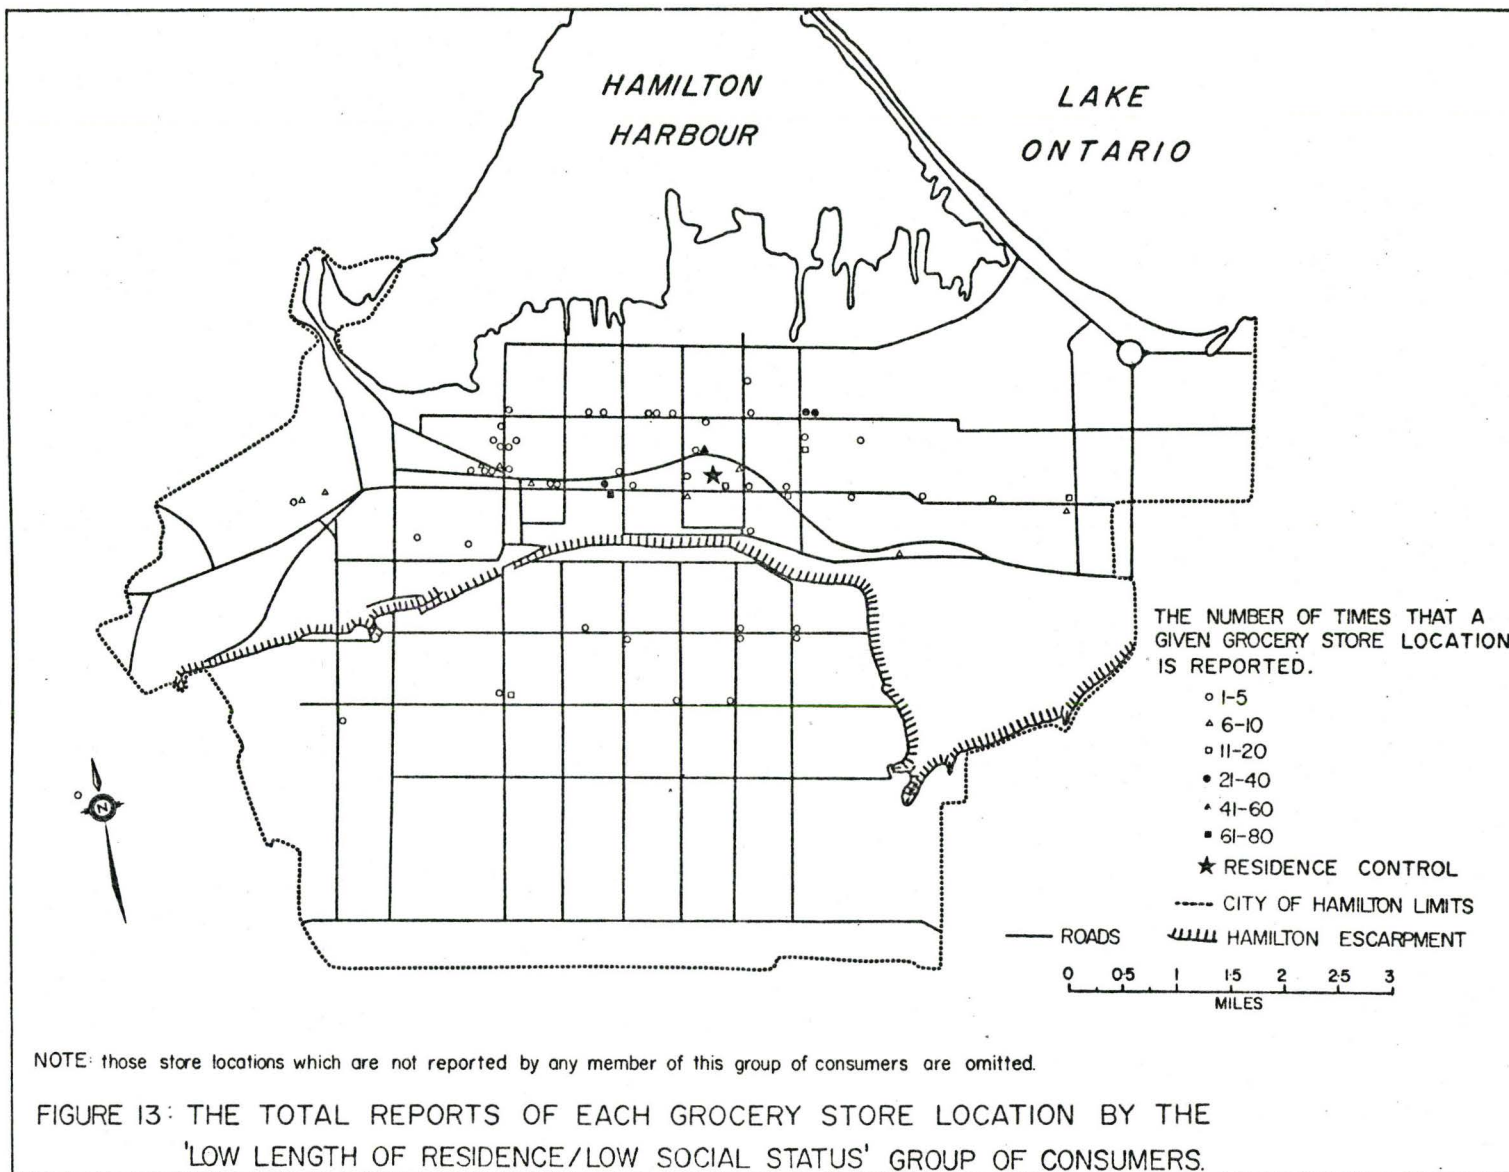 HAMILTON
HARBOUR
LAKE
ONTARIO
THE NUMBER OF TIMES THAT A
GIVEN GROCERY STORE LOCATION
IS REPORTED.
1-5
6-10
11-20
21-40
41-60
61-80
RESIDENCE CONTROL
CITY OF HAMILTON LIMITS
ROADS
HAMILTON ESCARPMENT
N
0 0·5 1 1·5 2 2·5 3
MILES
NOTE: those store locations which are not reported by any member of this group of consumers are omitted.
FIGURE 13: THE TOTAL REPORTS OF EACH GROCERY STORE LOCATION BY THE
'LOW LENGTH OF RESIDENCE/LOW SOCIAL STATUS' GROUP OF CONSUMERS.